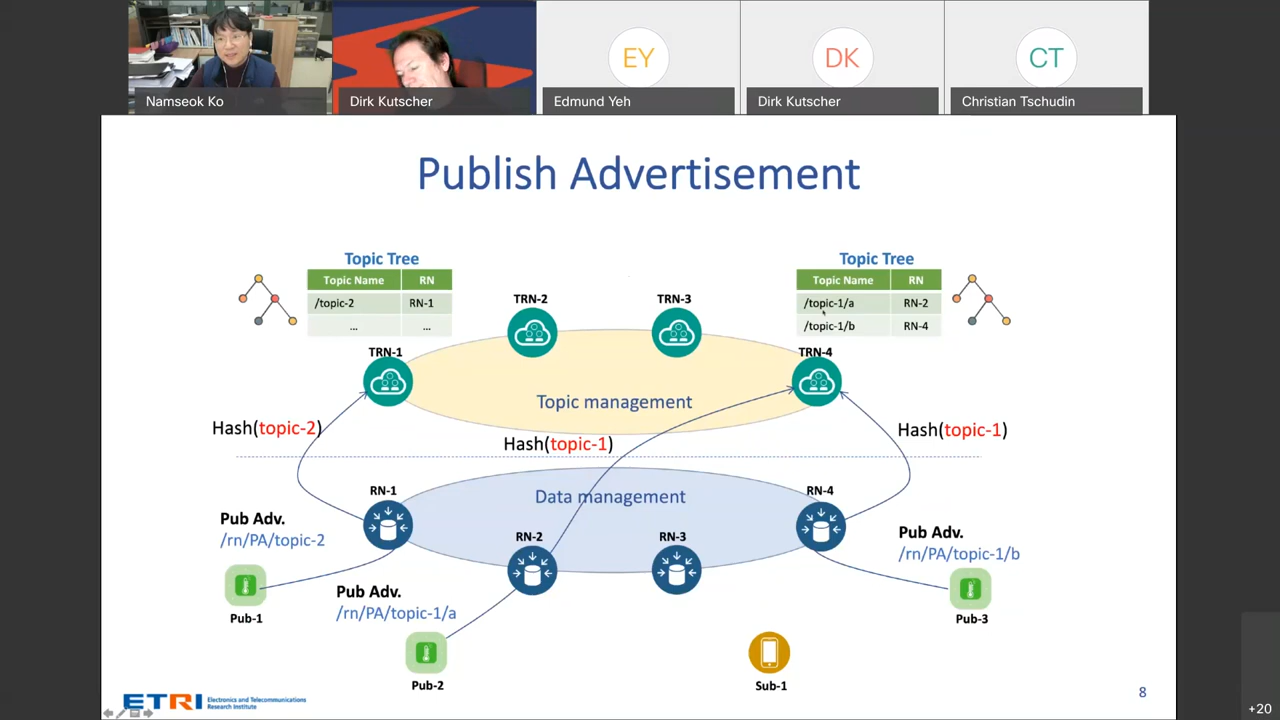 EY
DK
CT
Namseok Ko
Dirk Kutscher
Edmund Yeh
Dirk Kutscher
Christian Tschudin
Publish Advertisement
Topic Tree
Topic Name RN
/topic-2 RN-1
... ...
Topic Tree
Topic Name RN
/topic-1/a RN-2
/topic-1/b RN-4
TRN-1
TRN-2
TRN-3
TRN-4
Topic management
Hash(topic-2)
Hash(topic-1)
Hash(topic-1)
Data management
RN-1
RN-2
RN-3
RN-4
Pub Adv.
/rn/PA/topic-2
Pub-1
Pub Adv.
/rn/PA/topic-1/a
Pub-2
Pub Adv.
/rn/PA/topic-1/b
Pub-3
Sub-1
ETRI Electronics and Telecommunications
Research Institute
8
+20